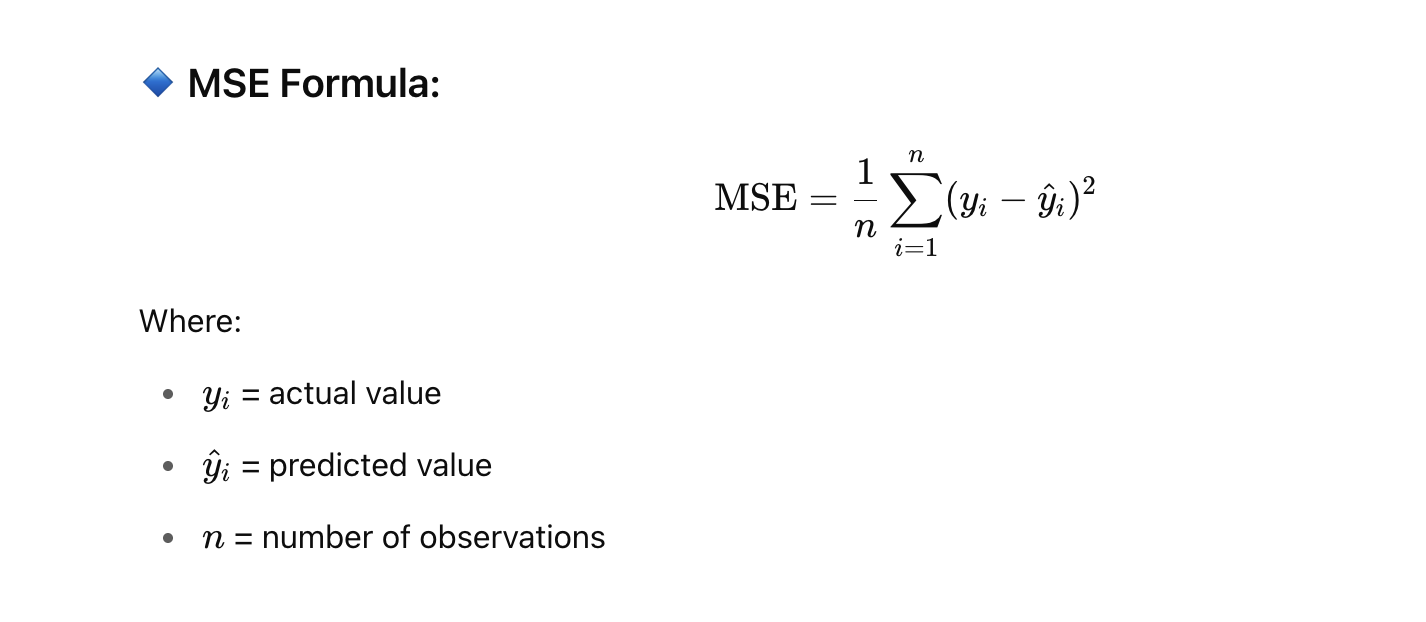 🔷 MSE Formula:
MSE = \frac{1}{n} \sum_{i=1}^{n} (y_i - \hat{y}_i)^2
Where:
• y_i = actual value
• \hat{y}_i = predicted value
• n = number of observations